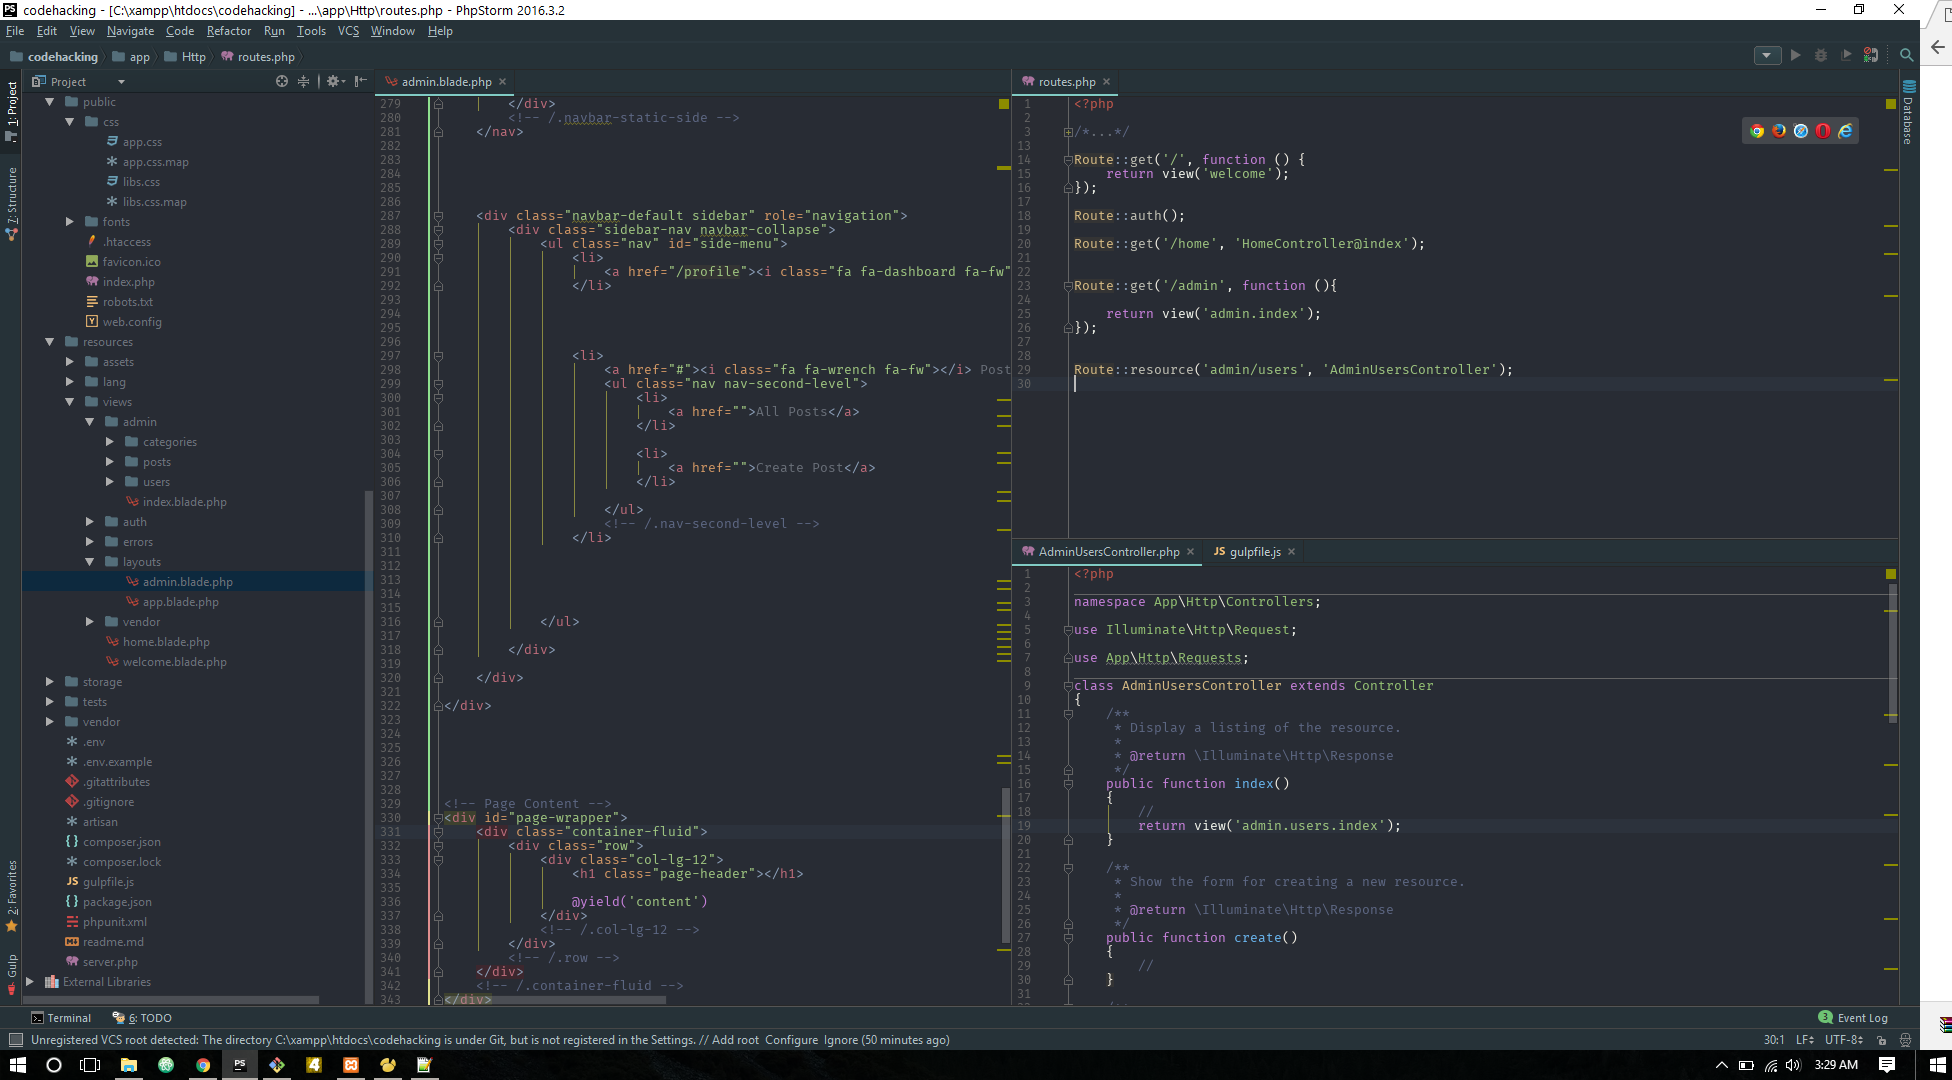 codehacking - [C:\xampp\htdocs\codehacking] - ...\app\Http\routes.php - PhpStorm 2016.3.2
File Edit View Navigate Code Refactor Run Tools VCS Window Help
codehacking app Http routes.php
1: Project
7: Structure
2: Favorites
Gulp
Project
public
css
app.css
app.css.map
libs.css
libs.css.map
fonts
.htaccess
favicon.ico
index.php
robots.txt
web.config
resources
assets
lang
views
admin
categories
posts
users
index.blade.php
auth
errors
layouts
admin.blade.php
app.blade.php
vendor
home.blade.php
welcome.blade.php
storage
tests
vendor
.env
.env.example
.gitattributes
.gitignore
artisan
composer.json
composer.lock
gulpfile.js
package.json
phpunit.xml
readme.md
server.php
External Libraries
admin.blade.php
279 </div>
280 <!-- /.navbar-static-side -->
281 </nav>
282
283
284
285
286
287 <div class="navbar-default sidebar" role="navigation">
288 <div class="sidebar-nav navbar-collapse">
289 <ul class="nav" id="side-menu">
290 <li>
291 <a href="/profile"><i class="fa fa-dashboard fa-fw"
292 </li>
293
294
295
296
297 <li>
298 <a href="#"><i class="fa fa-wrench fa-fw"></i> Post
299 <ul class="nav nav-second-level">
300 <li>
301 <a href="">All Posts</a>
302 </li>
303
304 <li>
305 <a href="">Create Post</a>
306 </li>
307
308 </ul>
309 <!-- /.nav-second-level -->
310 </li>
311
312
313
314
315
316 </ul>
317
318 </div>
319
320 </div>
321
322 </div>
323
324
325
326
327
328
329 <!-- Page Content -->
330 <div id="page-wrapper">
331 <div class="container-fluid">
332 <div class="row">
333 <div class="col-lg-12">
334 <h1 class="page-header"></h1>
335
336 @yield('content')
337 </div>
338 <!-- /.col-lg-12 -->
339 </div>
340 <!-- /.row -->
341 </div>
342 <!-- /.container-fluid -->
343 </div>
routes.php
1 <?php
2
3 /*...*/
13
14 Route::get('/', function () {
15 return view('welcome');
16 });
17
18 Route::auth();
19
20 Route::get('/home', 'HomeController@index');
21
22
23 Route::get('/admin', function (){
24
25 return view('admin.index');
26 });
27
28
29 Route::resource('admin/users', 'AdminUsersController');
30
AdminUsersController.php gulpfile.js
1 <?php
2
3 namespace App\Http\Controllers;
4
5 use Illuminate\Http\Request;
6
7 use App\Http\Requests;
8
9 class AdminUsersController extends Controller
10 {
11 /**
12 * Display a listing of the resource.
13 *
14 * @return \Illuminate\Http\Response
15 */
16 public function index()
17 {
18 //
19 return view('admin.users.index');
20 }
21
22 /**
23 * Show the form for creating a new resource.
24 *
25 * @return \Illuminate\Http\Response
26 */
27 public function create()
28 {
29 //
30 }
31
Database
Terminal 6: TODO
3 Event Log
Unregistered VCS root detected: The directory C:\xampp\htdocs\codehacking is under Git, but is not registered in the Settings. // Add root Configure Ignore (50 minutes ago)
30:1 LF UTF-8
3:29 AM